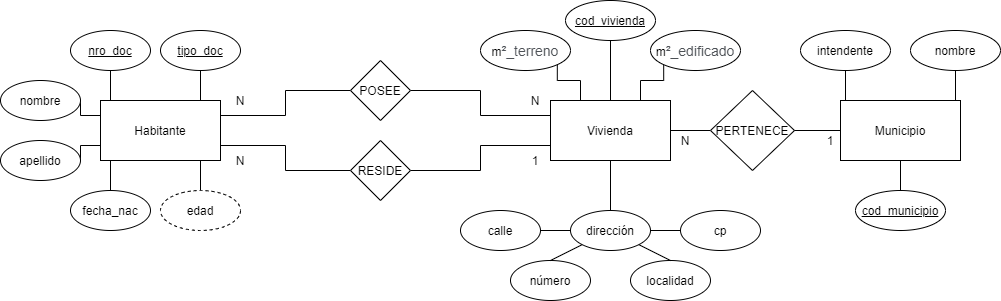 cod_vivienda
nro_doc
tipo_doc
m²_terreno
m²_edificado
intendente
nombre
nombre
N
POSEE
N
Habitante
Vivienda
PERTENECE
Municipio
N
1
apellido
N
RESIDE
1
fecha_nac
edad
cod_municipio
calle
dirección
cp
número
localidad